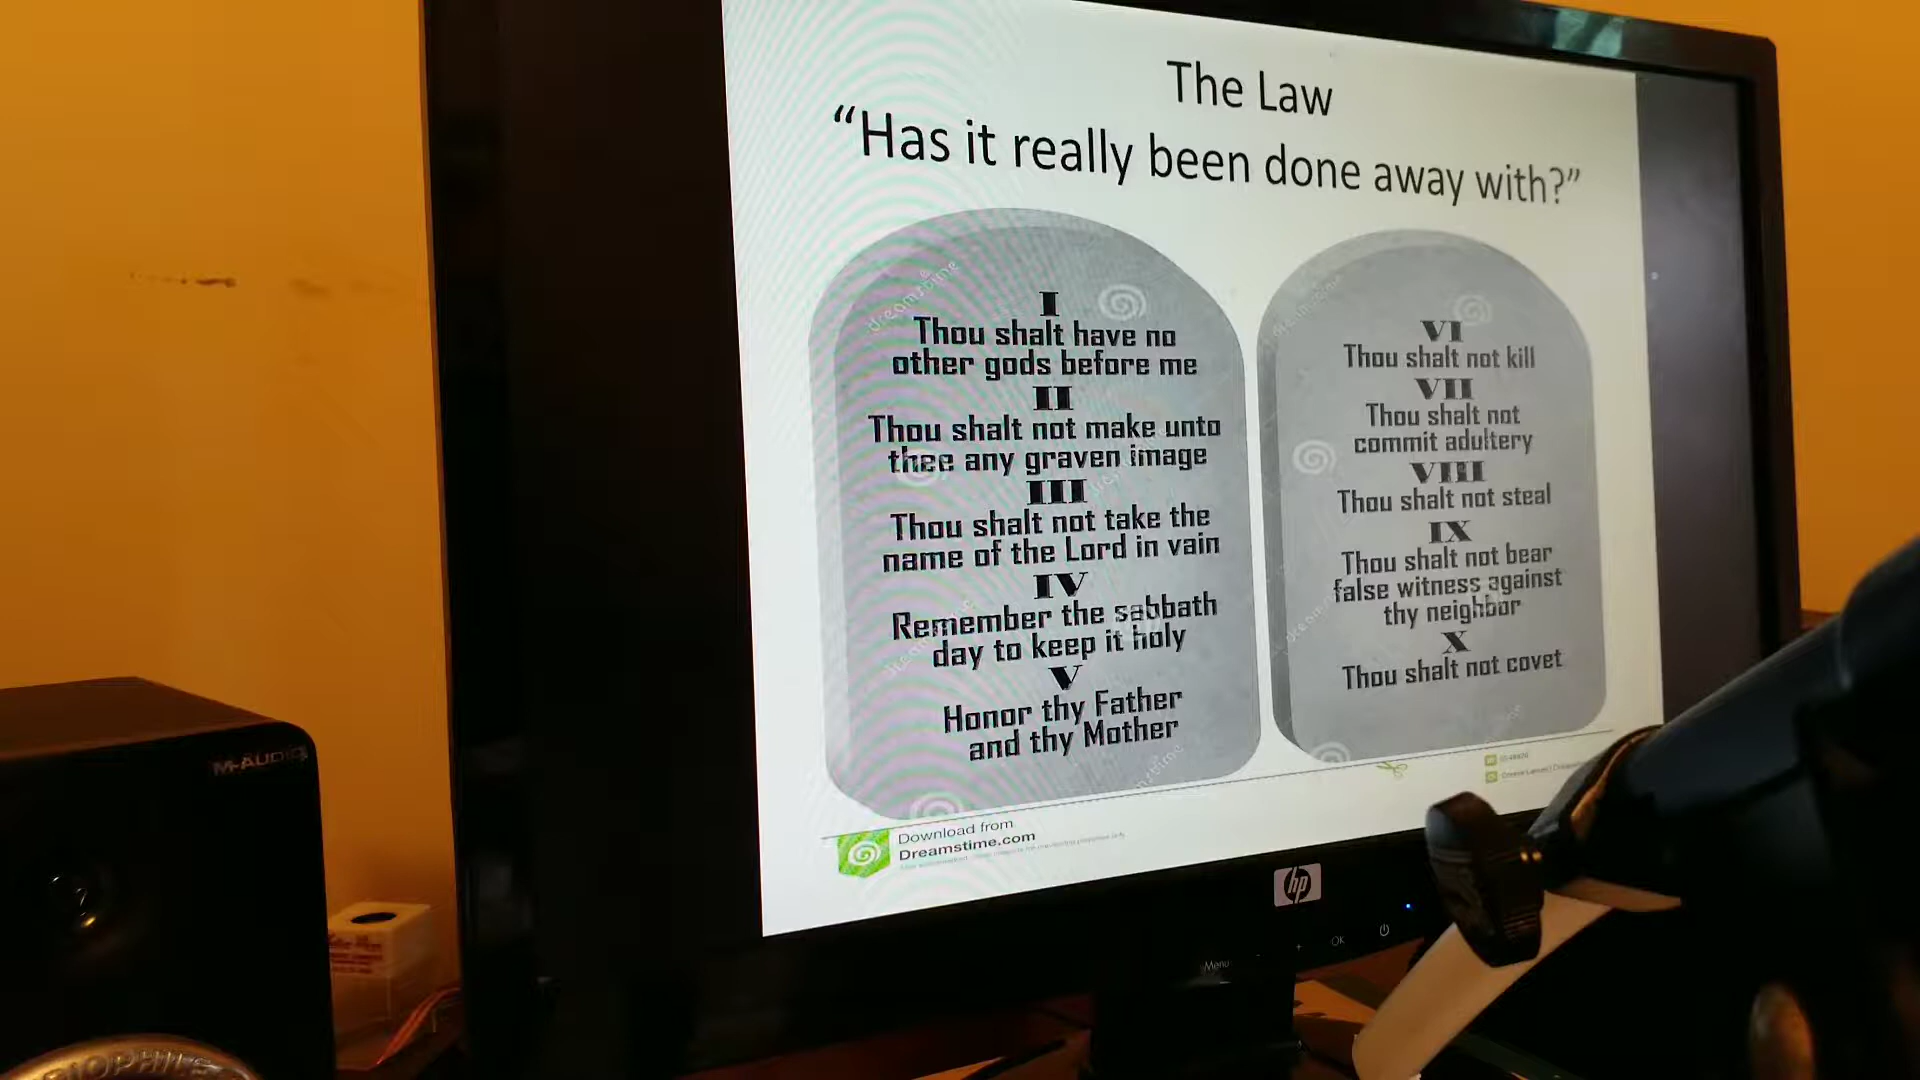 The Law
“Has it really been done away with?”
I
Thou shalt have no
other gods before me
II
Thou shalt not make unto
thee any graven image
III
Thou shalt not take the
name of the Lord in vain
IV
Remember the sabbath
day to keep it holy
V
Honor thy Father
and thy Mother
VI
Thou shalt not kill
VII
Thou shalt not
commit adultery
VIII
Thou shalt not steal
IX
Thou shalt not bear
false witness against
thy neighbor
X
Thou shalt not covet
dreamstime
Download from
Dreamstime.com
hp
Menu
OK
M-AUDIO